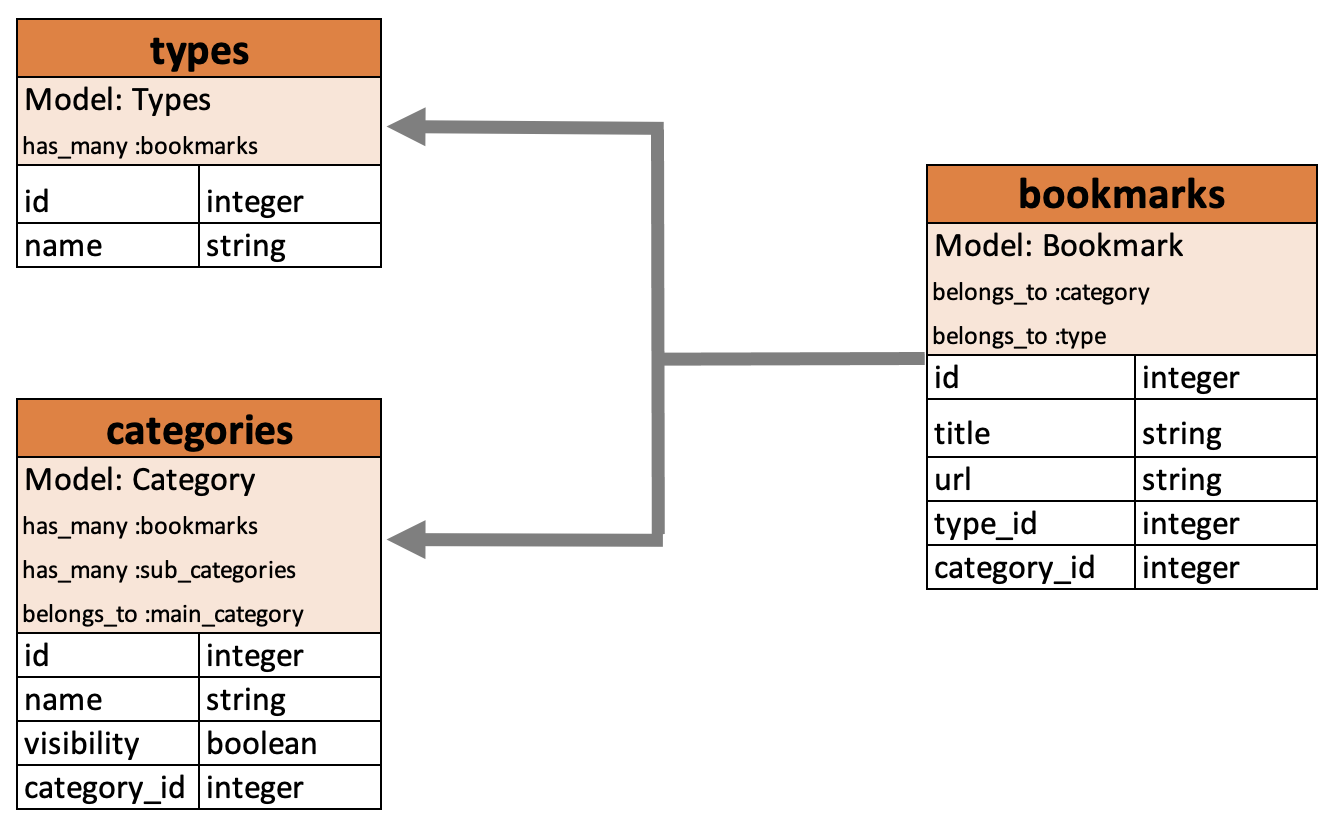 types
Model: Types
has_many :bookmarks
id integer
name string
categories
Model: Category
has_many :bookmarks
has_many :sub_categories
belongs_to :main_category
id integer
name string
visibility boolean
category_id integer
bookmarks
Model: Bookmark
belongs_to :category
belongs_to :type
id integer
title string
url string
type_id integer
category_id integer